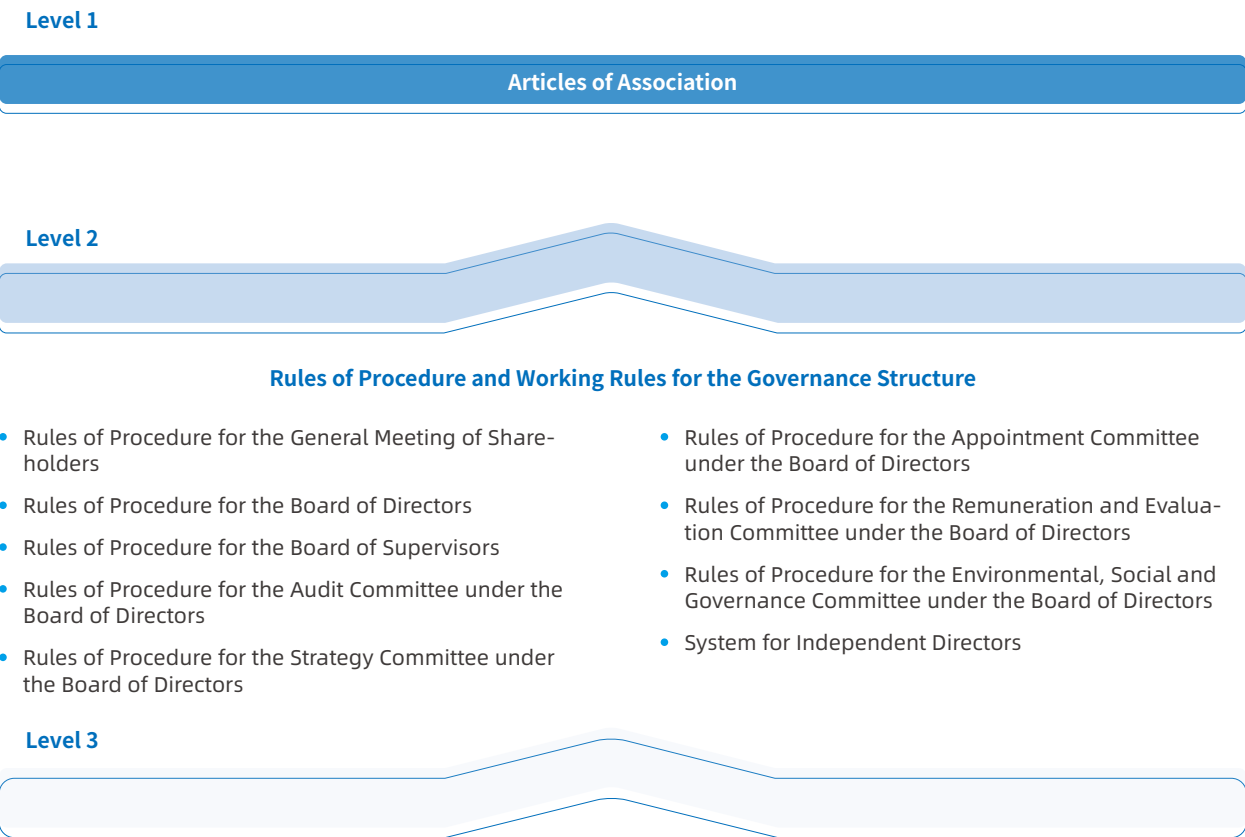 Level 1
Articles of Association
Level 2
Rules of Procedure and Working Rules for the Governance Structure
• Rules of Procedure for the General Meeting of Share-
holders
• Rules of Procedure for the Board of Directors
• Rules of Procedure for the Board of Supervisors
• Rules of Procedure for the Audit Committee under the
Board of Directors
• Rules of Procedure for the Strategy Committee under
the Board of Directors
• Rules of Procedure for the Appointment Committee
under the Board of Directors
• Rules of Procedure for the Remuneration and Evalua-
tion Committee under the Board of Directors
• Rules of Procedure for the Environmental, Social and
Governance Committee under the Board of Directors
• System for Independent Directors
Level 3